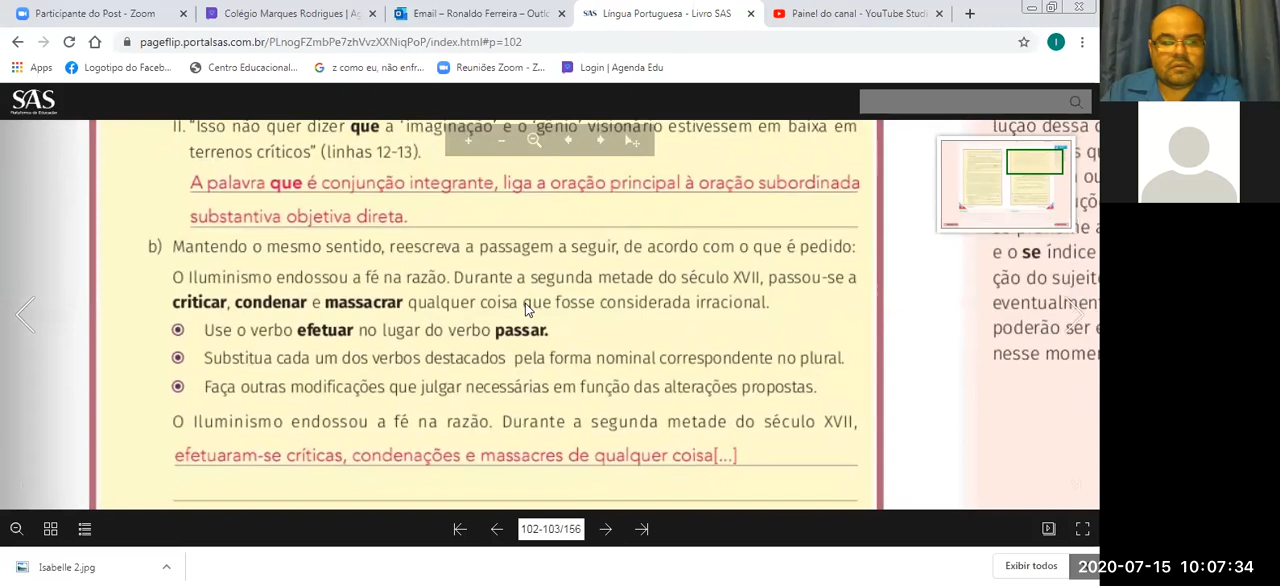 Participante do Post - Zoom
Colégio Marques Rodrigues | Ag
Email – Ronaldo Ferreira – Outlo
SAS Língua Portuguesa - Livro SAS
Painel do canal - YouTube Studi
pageflip.portalsas.com.br/PLnogFZmbPe7zhVvzXXNiqPoP/index.html#p=102
I
Apps
Logotipo do Faceb...
Centro Educacional...
z como eu, não enfr...
Reuniões Zoom - Z...
Login | Agenda Edu
SAS
Plataforma de Educação
II. “Isso não quer dizer que a ‘imaginação’ e o ‘gênio’ visionário estivessem em baixa em
terrenos críticos” (linhas 12-13).
A palavra que é conjunção integrante, liga a oração principal à oração subordinada
substantiva objetiva direta.
b) Mantendo o mesmo sentido, reescreva a passagem a seguir, de acordo com o que é pedido:
O Iluminismo endossou a fé na razão. Durante a segunda metade do século XVII, passou-se a
criticar, condenar e massacrar qualquer coisa que fosse considerada irracional.
Use o verbo efetuar no lugar do verbo passar.
Substitua cada um dos verbos destacados pela forma nominal correspondente no plural.
Faça outras modificações que julgar necessárias em função das alterações propostas.
O Iluminismo endossou a fé na razão. Durante a segunda metade do século XVII,
efetuaram-se críticas, condenações e massacres de qualquer coisa[...]
lução dessa
e o se índice
ção do sujeit
eventualmen
poderão ser e
nesse momen
102-103/156
Isabelle 2.jpg
Exibir todos
2020-07-15 10:07:34